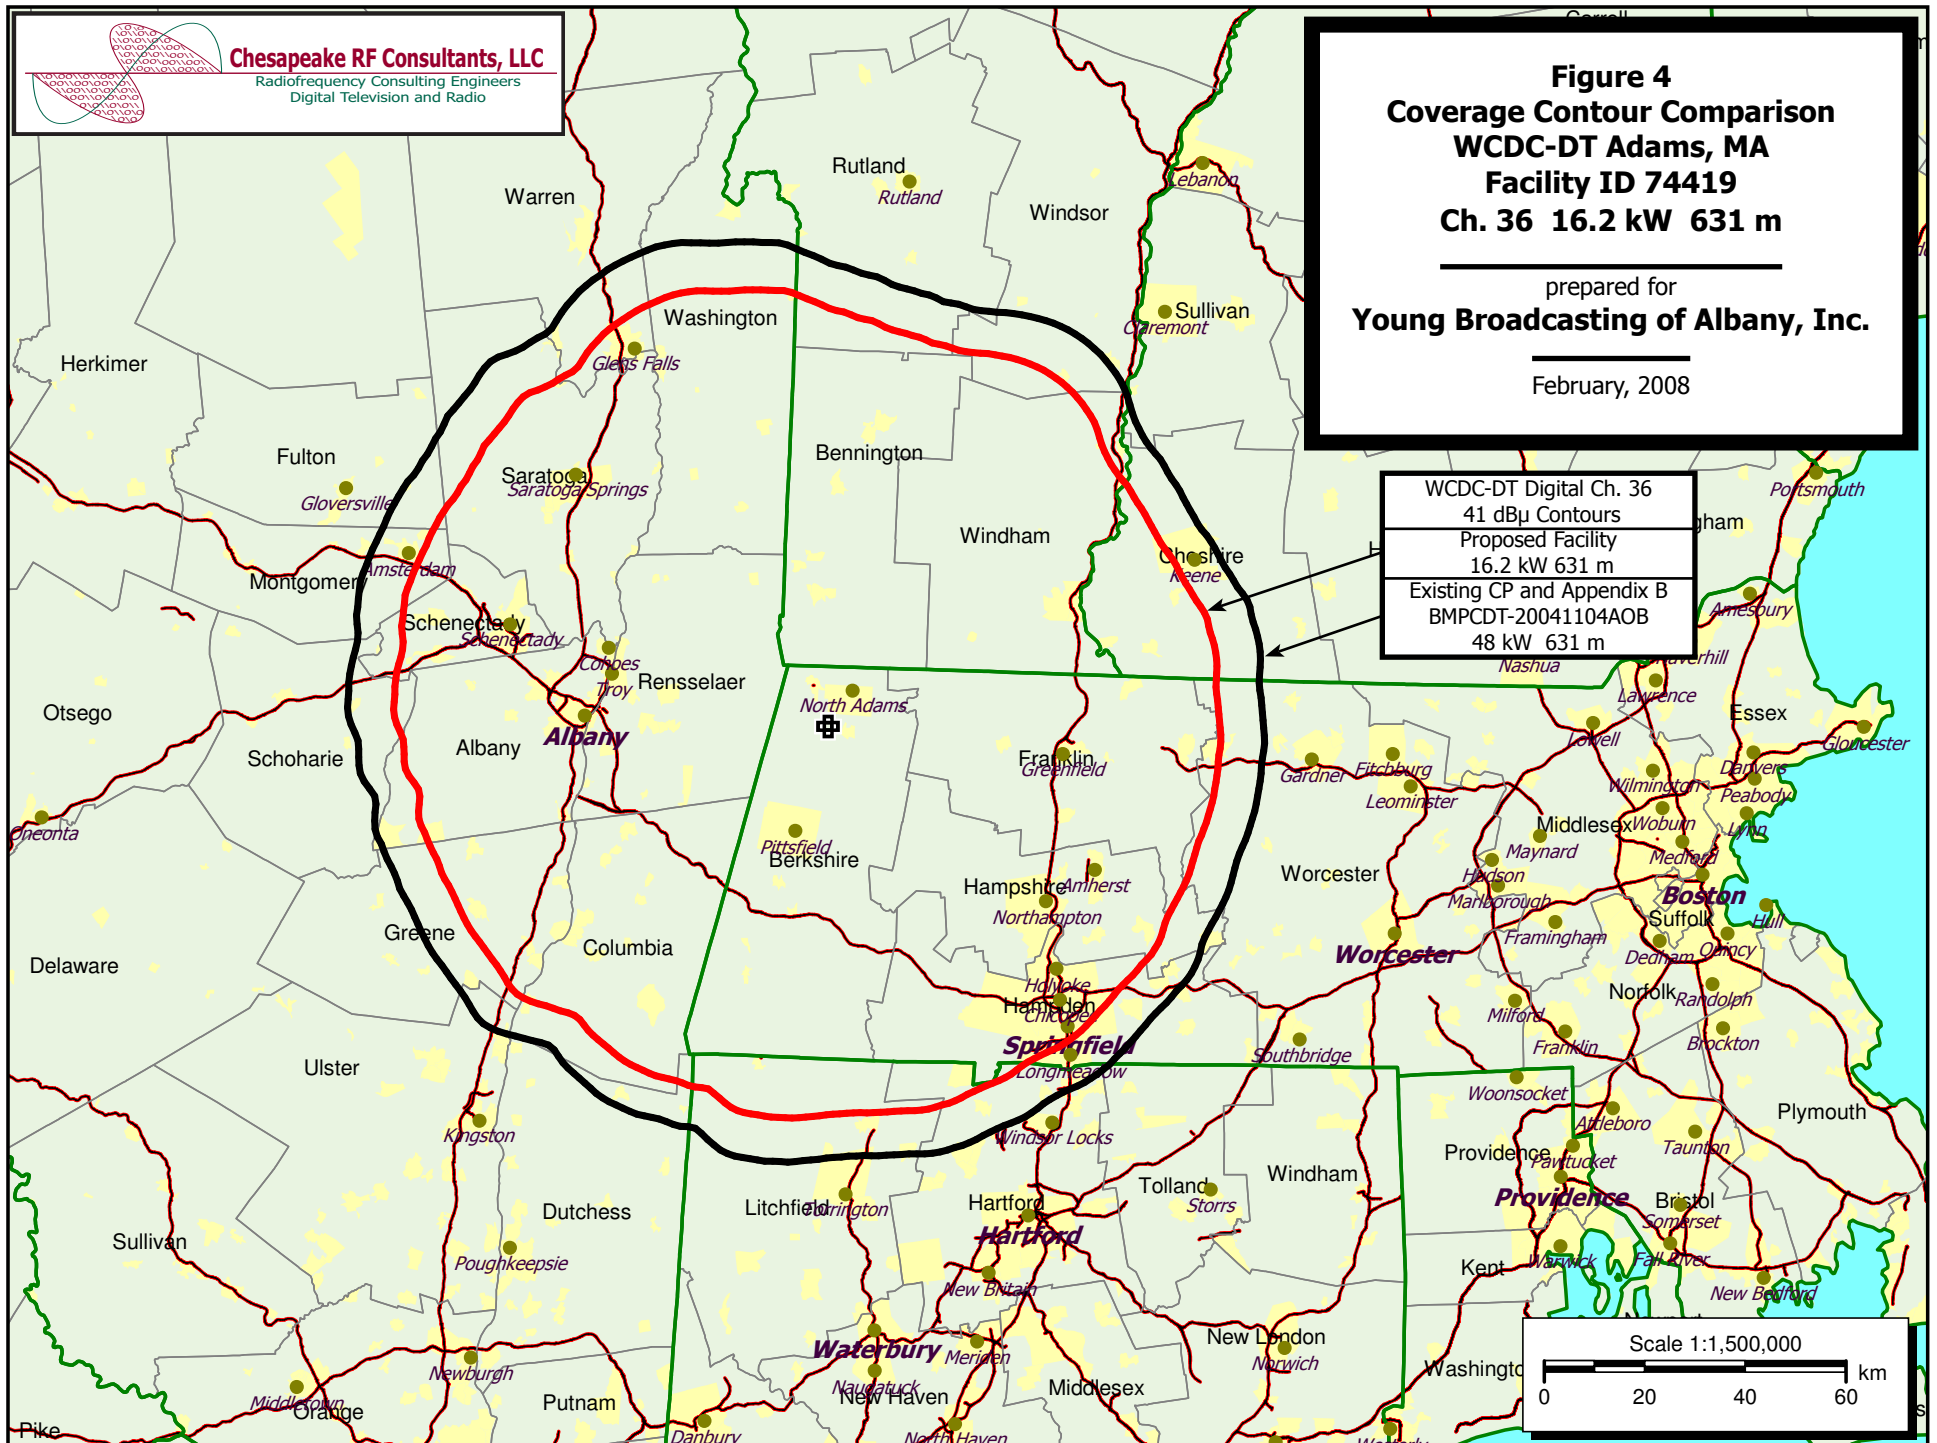 Chesapeake RF Consultants, LLC
Radiofrequency Consulting Engineers
Digital Television and Radio
Figure 4
Coverage Contour Comparison
WCDC-DT Adams, MA
Facility ID 74419
Ch. 36 16.2 kW 631 m
prepared for
Young Broadcasting of Albany, Inc.
February, 2008
WCDC-DT Digital Ch. 36
41 dBµ Contours
Proposed Facility
16.2 kW 631 m
Existing CP and Appendix B
BMPCDT-20041104AOB
48 kW 631 m
Rutland
Rutland
Warren
Windsor
Lebanon
Washington
Sullivan
Claremont
Herkimer
Glens Falls
Fulton
Gloversville
Saratoga
Saratoga Springs
Bennington
Windham
Cheshire
Keene
Portsmouth
Amsterdam
Montgomery
Schenectady
Schenectady
Amesbury
Cohoes
Troy
Rensselaer
Nashua
Lawrence
Otsego
Schoharie
Albany
Albany
North Adams
Essex
Gloucester
Lowell
Franklin
Greenfield
Gardner
Fitchburg
Leominster
Wilmington
Danvers
Peabody
Oneonta
Pittsfield
Berkshire
Middlesex
Woburn
Lynn
Maynard
Medford
Hampshire
Amherst
Northampton
Worcester
Hudson
Marlborough
Boston
Suffolk
Hull
Greene
Columbia
Framingham
Quincy
Dedham
Worcester
Delaware
Holyoke
Hampden
Chicopee
Norfolk
Randolph
Milford
Springfield
Longmeadow
Southbridge
Franklin
Brockton
Ulster
Woonsocket
Kingston
Windsor Locks
Attleboro
Plymouth
Taunton
Providence
Pawtucket
Windham
Tolland
Storrs
Litchfield
Torrington
Hartford
Hartford
Providence
Bristol
Somerset
Dutchess
Sullivan
Poughkeepsie
New Britain
Kent
Warwick
Fall River
New Bedford
Newport
Waterbury
Meriden
New London
Norwich
Newburgh
Naugatuck
New Haven
Middlesex
Middletown
Orange
Putnam
Pike
Danbury
North Haven
Westerly
Scale 1:1,500,000
0 20 40 60 km